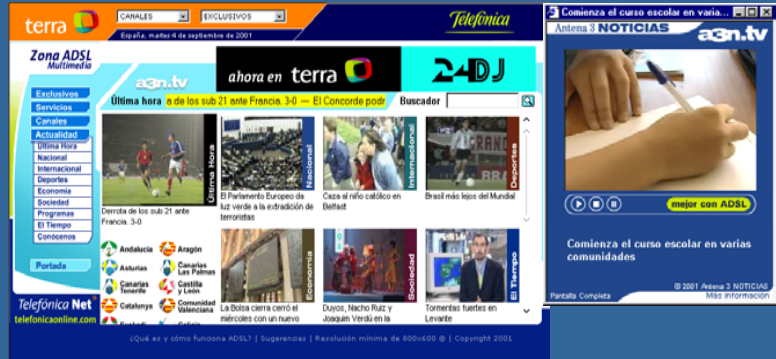 terra
CANALES
EXCLUSIVOS
Telefónica
España, martes 4 de septiembre de 2001
Zona ADSL
Multimedia
a3n.tv
ahora en terra
24DJ
Última hora
a de los sub 21 ante Francia. 3-0 — El Concorde podr
Buscador
Exclusivos
Servicios
Canales
Actualidad
Última Hora
Nacional
Internacional
Deportes
Economía
Sociedad
Programas
El Tiempo
Conócenos
Portada
Telefónica Net
telefonicaonline.com
Última Hora
Derrota de los sub 21 ante
Francia. 3-0
Nacional
El Parlamento Europeo da
luz verde a la extradición de
terroristas
Internacional
Caza al niño católico en
Belfast
Deportes
Brasil más lejos del Mundial
Andalucía
Aragón
Asturias
Canarias
Las Palmas
Canarias
Tenerife
Castilla
y León
Catalunya
Comunidad
Valenciana
Euskadi
Galicia
Economía
La Bolsa cierra cerró el
miércoles con un nuevo
Sociedad
Duyos, Nacho Ruiz y
Joaquim Verdú en la
El Tiempo
Tormentas fuertes en
Levante
¿Qué es y cómo funciona ADSL? | Sugerencias | Resolución mínima de 800x600 @ | Copyright 2001
Comienza el curso escolar en varia...
Antena 3 NOTICIAS
a3n.tv
mejor con ADSL
Comienza el curso escolar en varias
comunidades
© 2001 Antena 3 NOTICIAS
Pantalla Completa
Más información